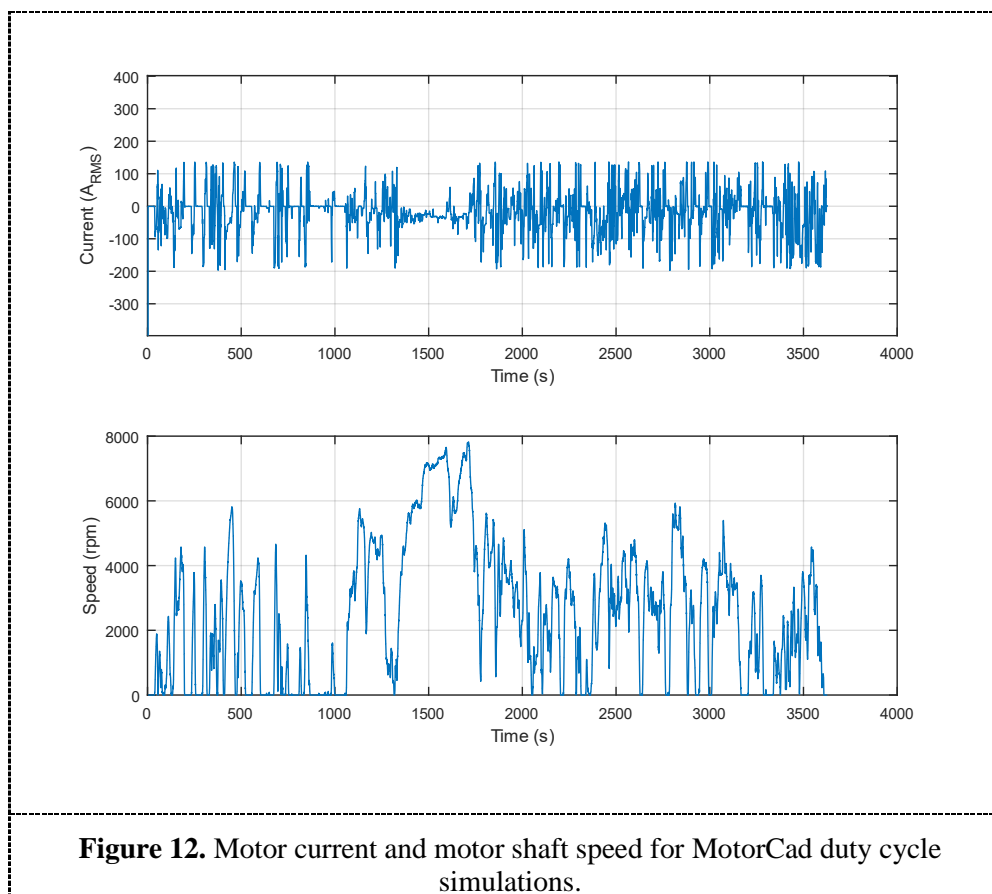 400
300
200
100
0
-100
-200
-300
Current (A_RMS)
0 500 1000 1500 2000 2500 3000 3500 4000
Time (s)
8000
6000
4000
2000
0
Speed (rpm)
0 500 1000 1500 2000 2500 3000 3500 4000
Time (s)
Figure 12. Motor current and motor shaft speed for MotorCad duty cycle
simulations.